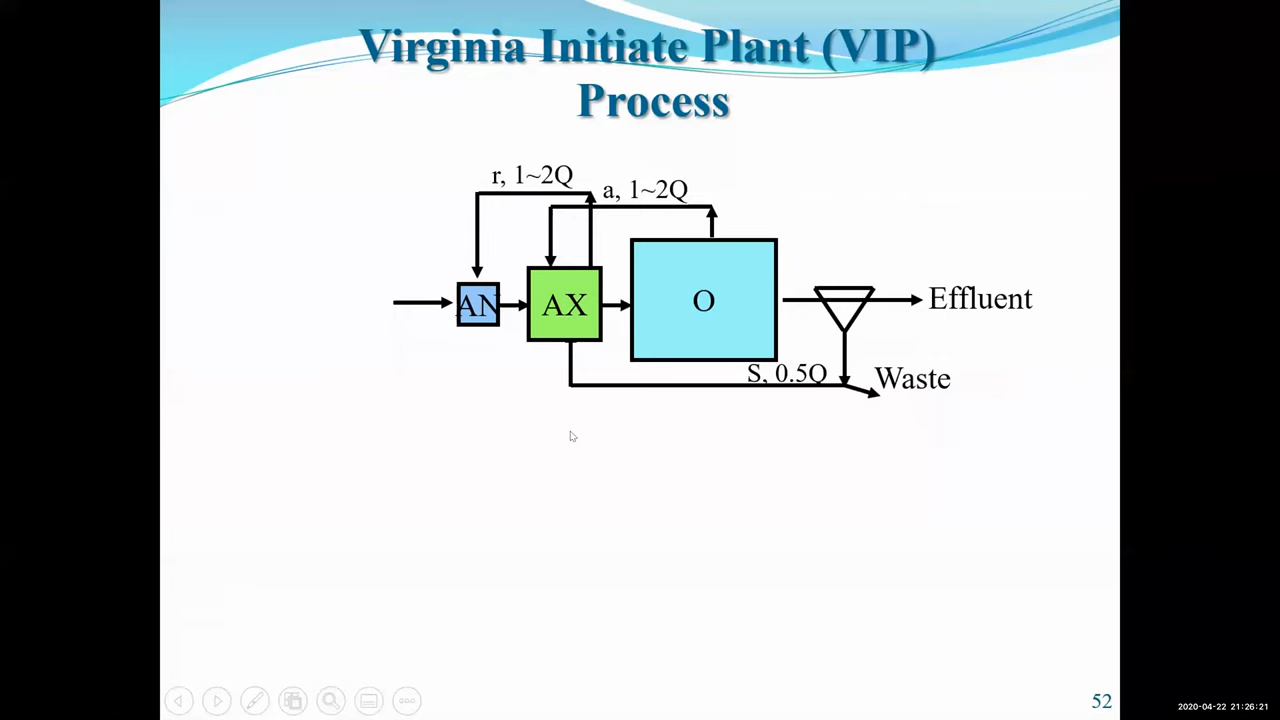 Virginia Initiate Plant (VIP)
Process
r, 1~2Q
a, 1~2Q
AN
AX
O
Effluent
S, 0.5Q
Waste
52
2020-04-22 21:26:21